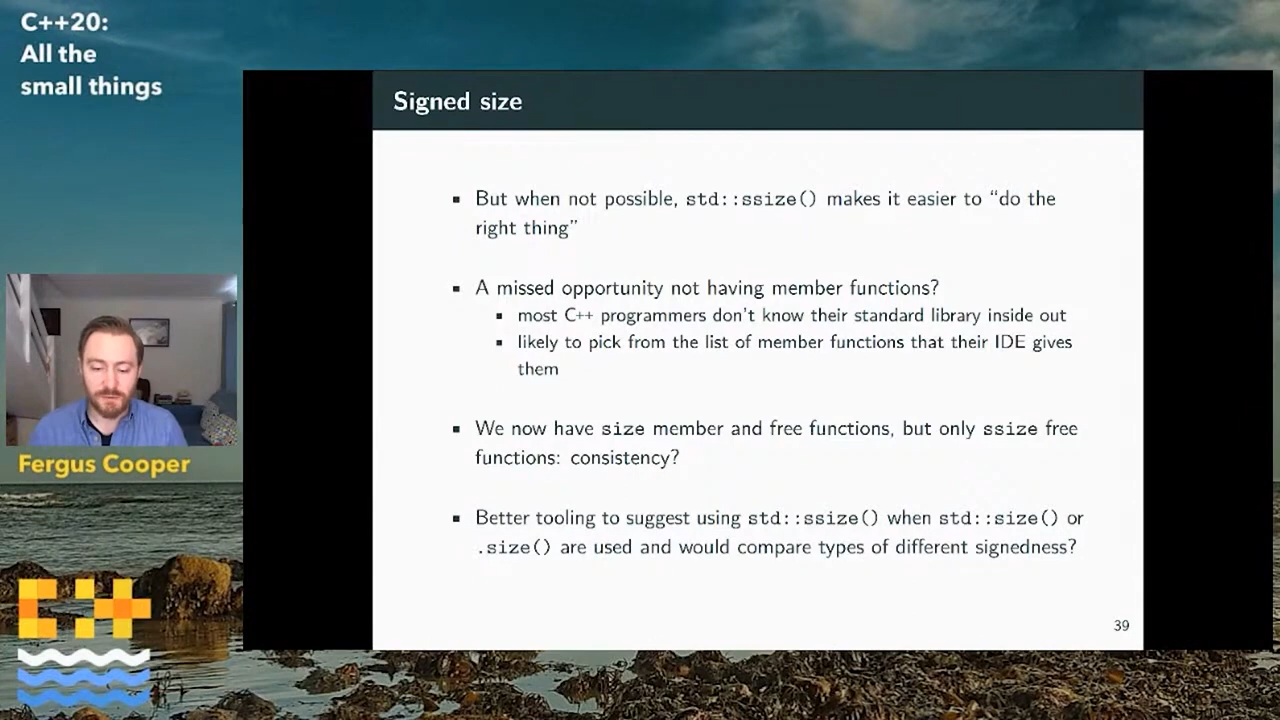 C++20:
All the
small things
Signed size
But when not possible, std::ssize() makes it easier to “do the
right thing”
A missed opportunity not having member functions?
most C++ programmers don't know their standard library inside out
likely to pick from the list of member functions that their IDE gives
them
We now have size member and free functions, but only ssize free
functions: consistency?
Better tooling to suggest using std::ssize() when std::size() or
.size() are used and would compare types of different signedness?
39
Fergus Cooper
C++